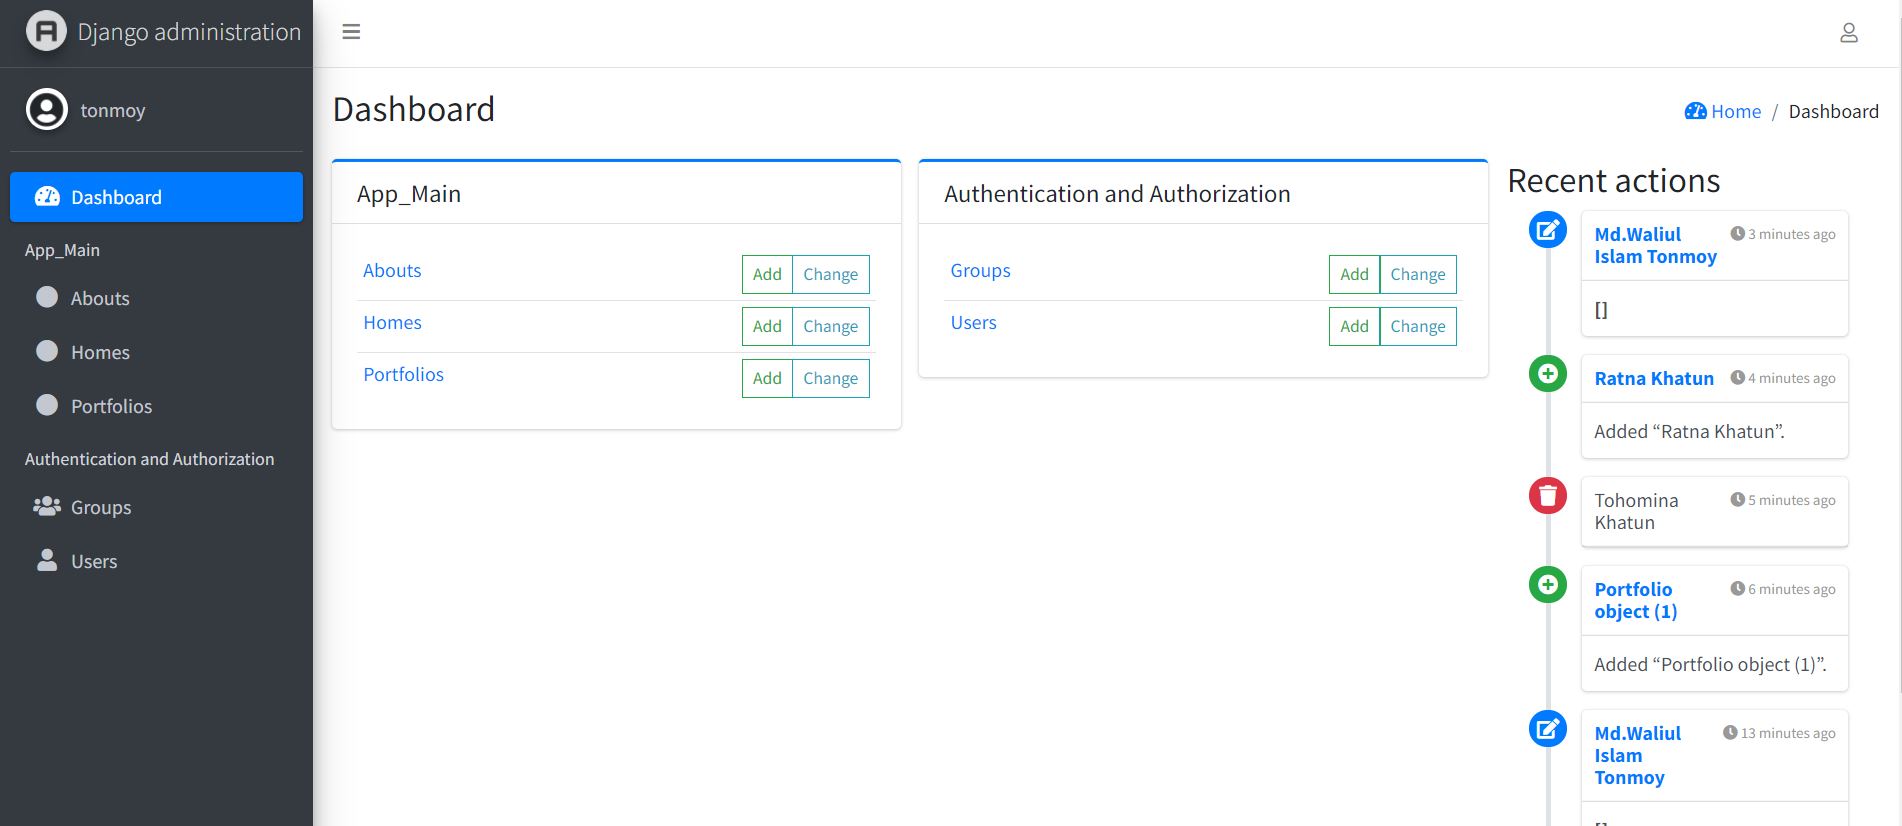 Django administration
tonmoy
Dashboard
App_Main
Abouts
Homes
Portfolios
Authentication and Authorization
Groups
Users
Dashboard
Home / Dashboard
App_Main
Abouts Add Change
Homes Add Change
Portfolios Add Change
Authentication and Authorization
Groups Add Change
Users Add Change
Recent actions
Md.Waliul 3 minutes ago
Islam Tonmoy
[]
Ratna Khatun 4 minutes ago
Added “Ratna Khatun”.
Tohomina 5 minutes ago
Khatun
Portfolio 6 minutes ago
object (1)
Added “Portfolio object (1)”.
Md.Waliul 13 minutes ago
Islam
Tonmoy